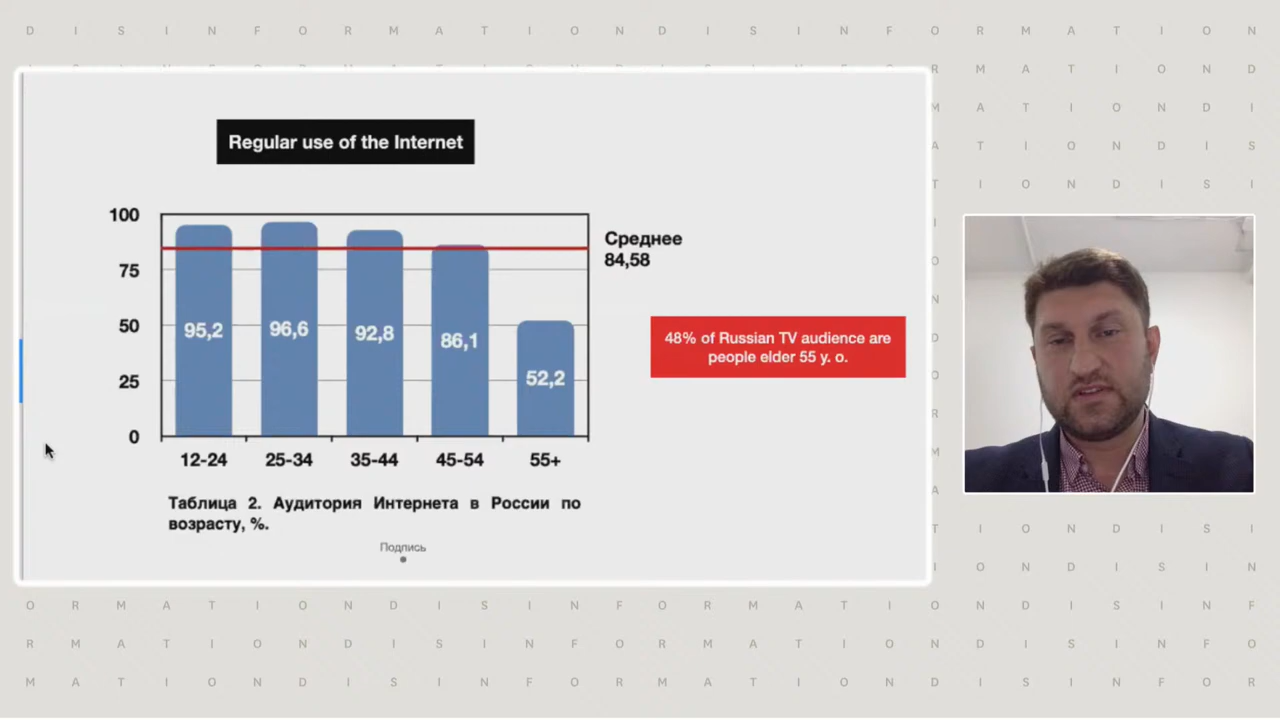 D I S I N F O R M A T I O N D I S I N F O R M A T I O N
R M A T I O N D
M A T I O N D I
A T I O N D I S
T I O N D I S I
Regular use of the Internet
100
75
50
25
0
95,2
96,6
92,8
86,1
52,2
12-24
25-34
35-44
45-54
55+
Среднее
84,58
48% of Russian TV audience are
people elder 55 y. o.
Таблица 2. Аудитория Интернета в России по
возрасту, %.
Подпись
T I O N D I S I
I O N D I S I N
O R M A T I O N D I S I N F O R M A T I O N D I S I N F
R M A T I O N D I S I N F O R M A T I O N D I S I N F O
M A T I O N D I S I N F O R M A T I O N D I S I N F O R